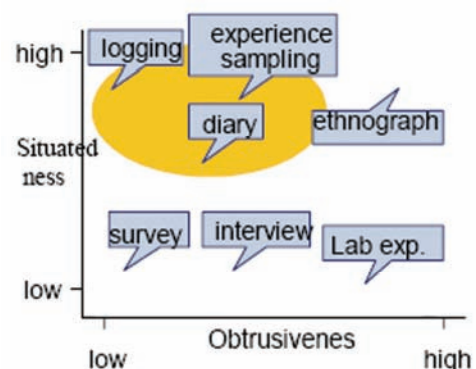 high
logging
experience
sampling
diary
ethnograph
Situated
ness
survey
interview
Lab exp.
low
Obtrusivenes
low
high